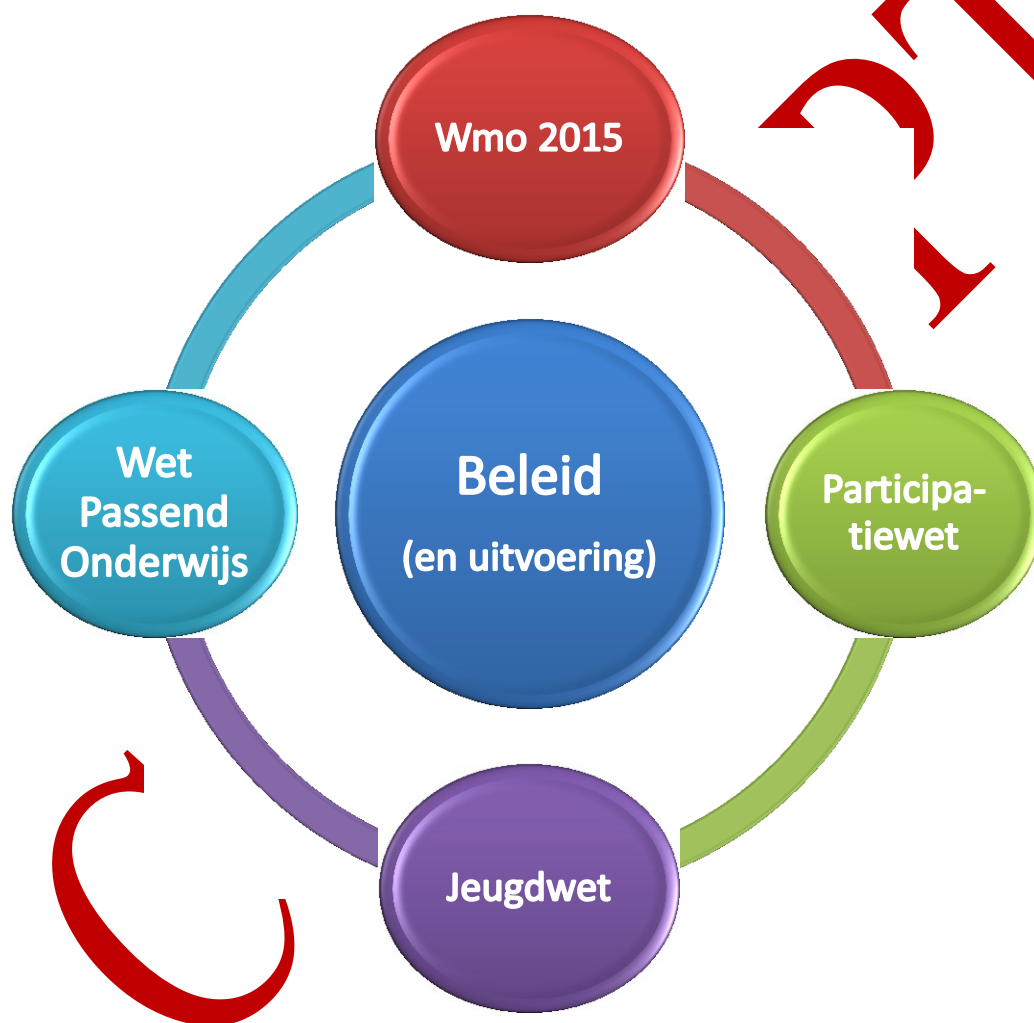 Wmo 2015
Wet
Passend
Onderwijs
Beleid
(en uitvoering)
Participa-
tiewet
Jeugdwet